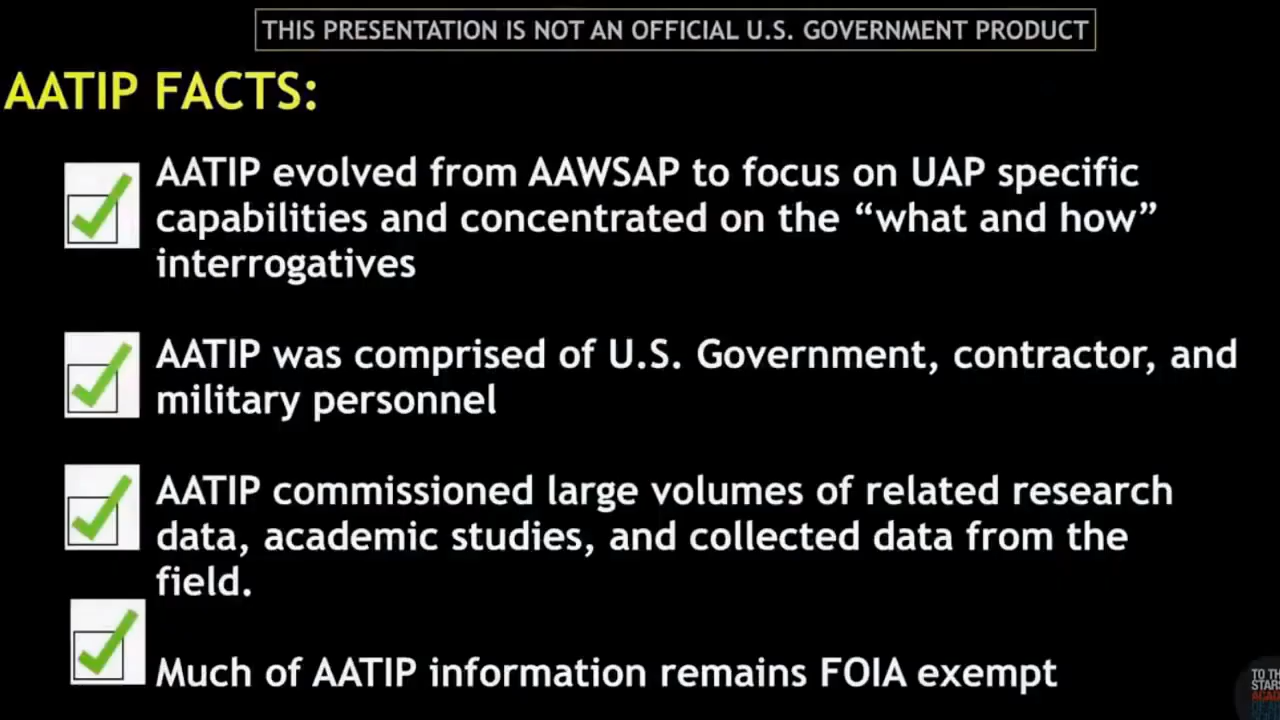 THIS PRESENTATION IS NOT AN OFFICIAL U.S. GOVERNMENT PRODUCT
AATIP FACTS:
AATIP evolved from AAWSAP to focus on UAP specific
capabilities and concentrated on the “what and how”
interrogatives
AATIP was comprised of U.S. Government, contractor, and
military personnel
AATIP commissioned large volumes of related research
data, academic studies, and collected data from the
field.
Much of AATIP information remains FOIA exempt
TO TH
STARS